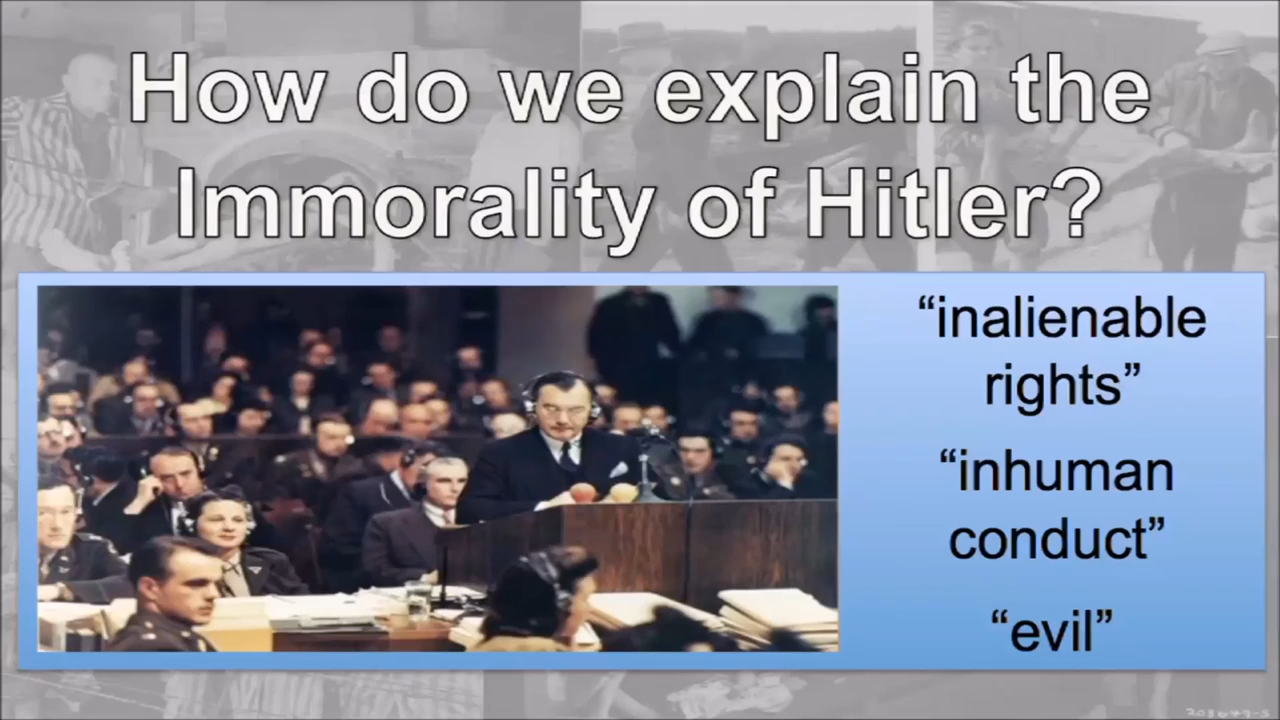 How do we explain the
Immorality of Hitler?
“inalienable
rights”
“inhuman
conduct”
“evil”